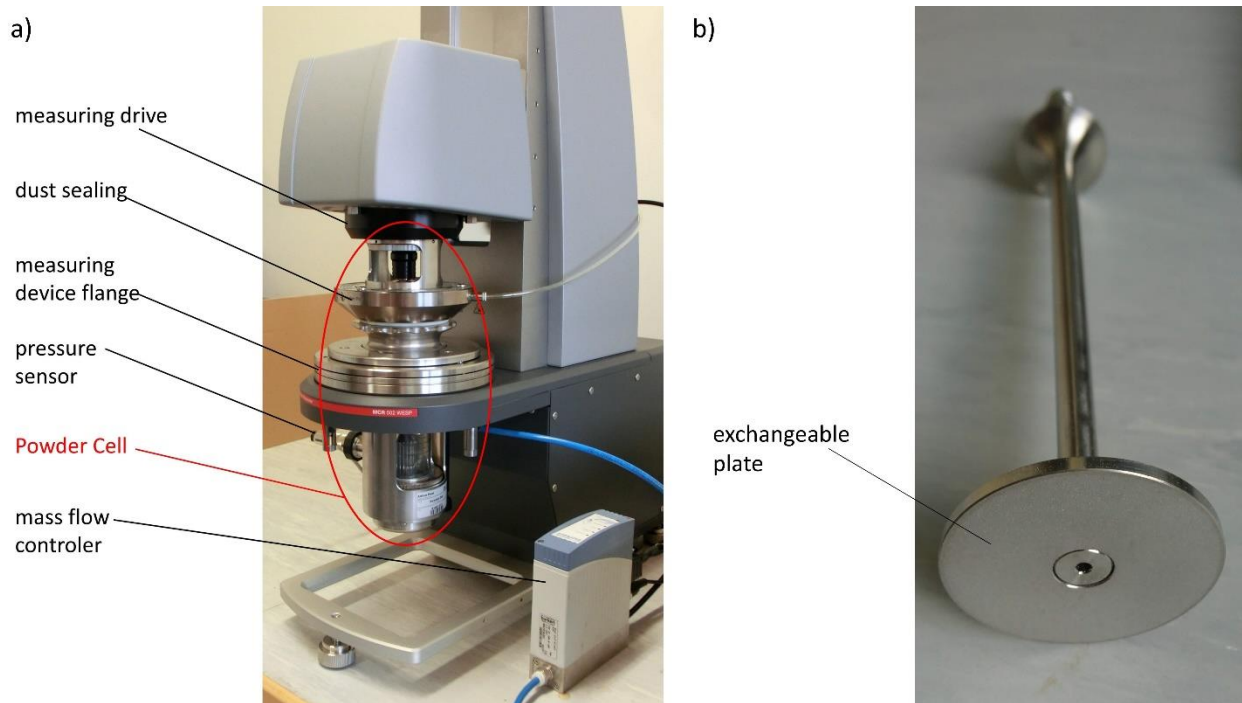 a)
measuring drive
dust sealing
measuring
device flange
pressure
sensor
Powder Cell
mass flow
controler
b)
exchangeable
plate